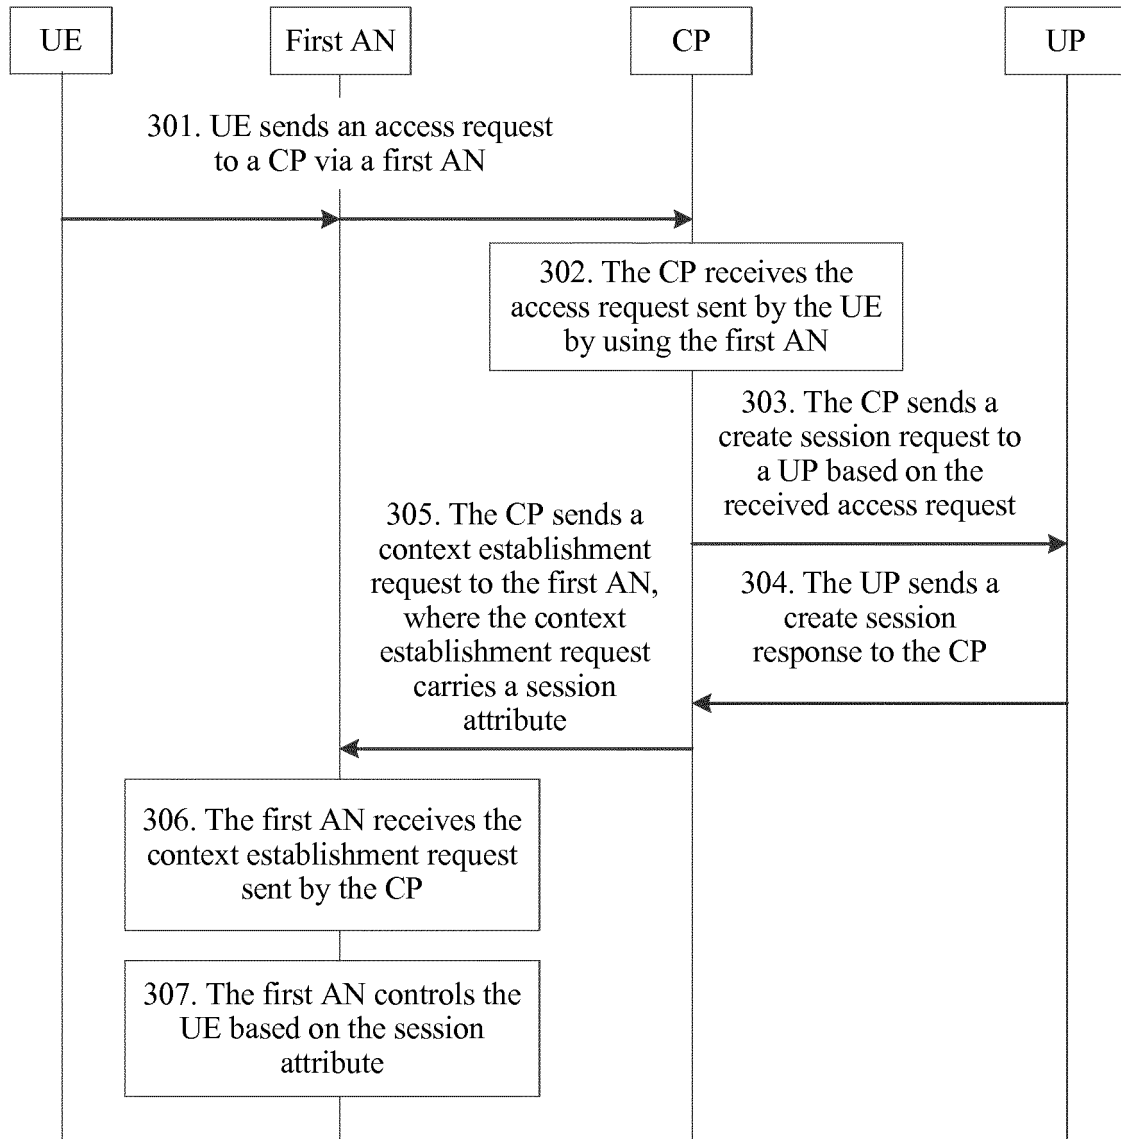 UE
First AN
CP
UP
301. UE sends an access request
to a CP via a first AN
302. The CP receives the
access request sent by the UE
by using the first AN
303. The CP sends a
create session request to
a UP based on the
received access request
305. The CP sends a
context establishment
request to the first AN,
where the context
establishment request
carries a session
attribute
304. The UP sends a
create session
response to the CP
306. The first AN receives the
context establishment request
sent by the CP
307. The first AN controls the
UE based on the session
attribute